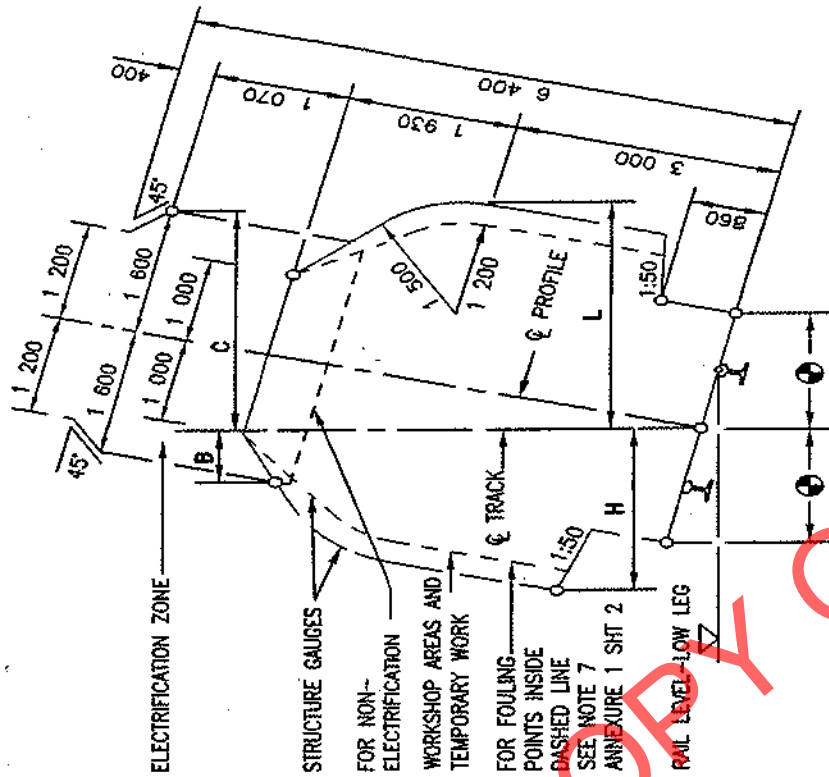 400
1 070
1 930
6 400
3 000
860
45°
1 200
1 200
1 600
1 600
1 000
1 000
45°
C
B
1 500
1 200
1:50
℄ PROFILE
L
℄ TRACK
H
1:50
ELECTRIFICATION ZONE
STRUCTURE GAUGES
FOR NON-
ELECTRIFICATION
WORKSHOP AREAS AND
TEMPORARY WORK
FOR FOULING
POINTS INSIDE
DASHED LINE
SEE NOTE 7
ANNEXURE 1 SHT 2
RAIL LEVEL-LOW LEG
OPY